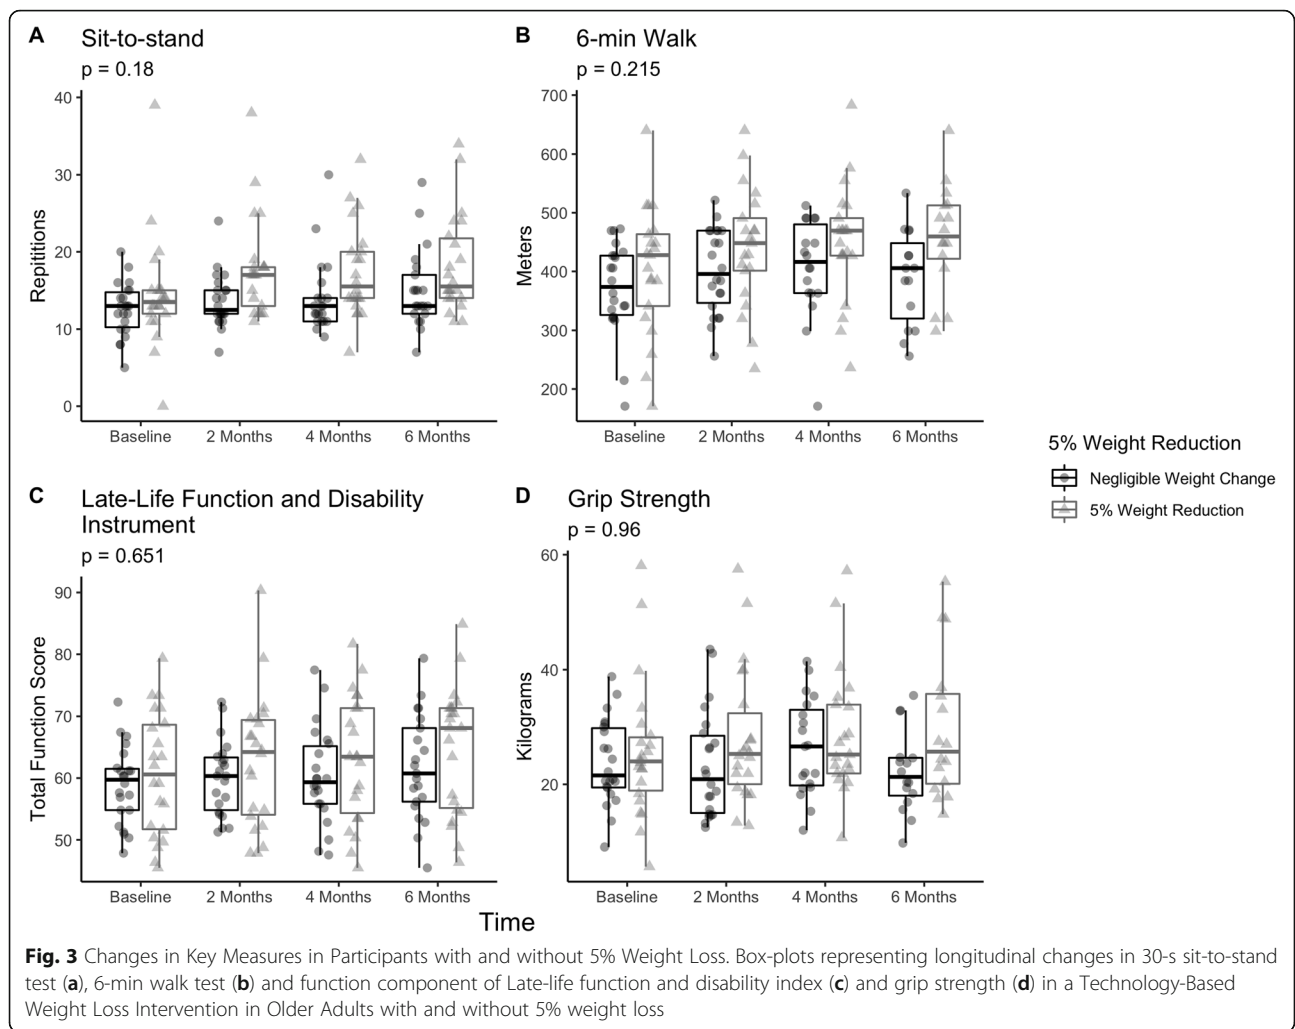 A Sit-to-stand
p = 0.18
40
30
20
10
0
Repititions
Baseline 2 Months 4 Months 6 Months
B 6-min Walk
p = 0.215
700
600
500
400
300
200
Meters
Baseline 2 Months 4 Months 6 Months
C Late-Life Function and Disability
Instrument
p = 0.651
90
80
70
60
50
Total Function Score
Baseline 2 Months 4 Months 6 Months
D Grip Strength
p = 0.96
60
40
20
Kilograms
Baseline 2 Months 4 Months 6 Months
Time
5% Weight Reduction
Negligible Weight Change
5% Weight Reduction
Fig. 3 Changes in Key Measures in Participants with and without 5% Weight Loss. Box-plots representing longitudinal changes in 30-s sit-to-stand
test (a), 6-min walk test (b) and function component of Late-life function and disability index (c) and grip strength (d) in a Technology-Based
Weight Loss Intervention in Older Adults with and without 5% weight loss